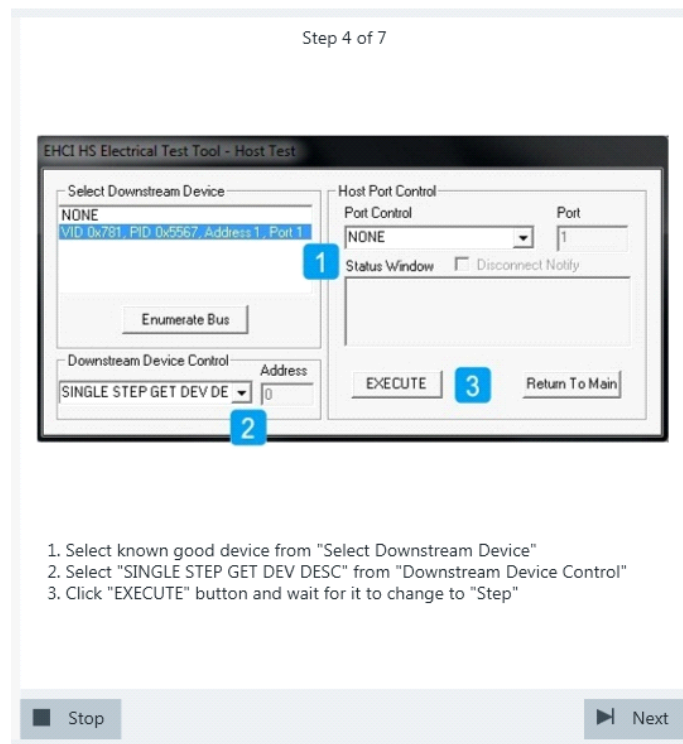 Step 4 of 7
EHCI HS Electrical Test Tool - Host Test
Select Downstream Device
NONE
VID 0x781, PID 0x5567, Address 1, Port 1
1
Enumerate Bus
Downstream Device Control
Address
SINGLE STEP GET DEV DE
0
2
Host Port Control
Port Control
Port
NONE
1
Status Window
Disconnect Notify
EXECUTE
3
Return To Main
1. Select known good device from "Select Downstream Device"
2. Select "SINGLE STEP GET DEV DESC" from "Downstream Device Control"
3. Click "EXECUTE" button and wait for it to change to "Step"
Stop
Next